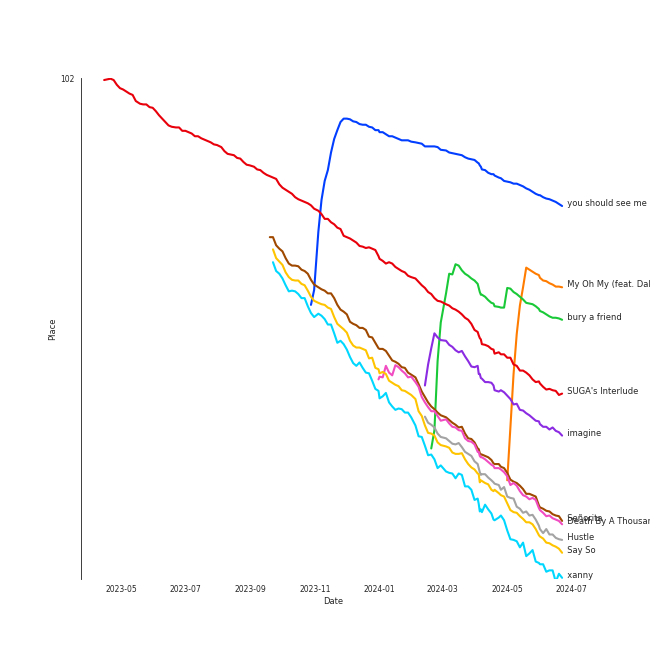 102
you should see me
My Oh My (feat. Dal
bury a friend
Place
SUGA's Interlude
imagine
Señorita
Death By A Thousan
Hustle
Say So
xanny
2023-05 2023-07 2023-09 2023-11 2024-01 2024-03 2024-05 2024-07
Date